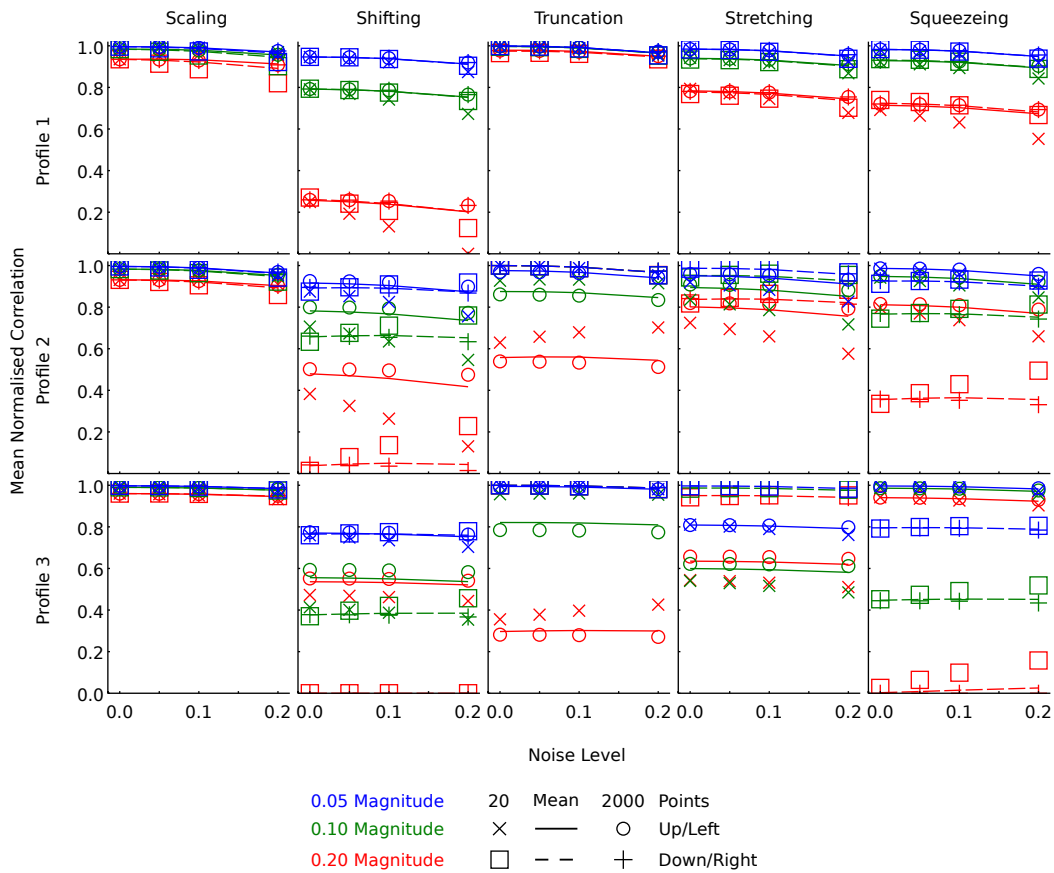 Scaling Shifting Truncation Stretching Squeezeing
Mean Normalised Correlation
Profile 1
1.0
0.8
0.6
0.4
0.2
Profile 2
1.0
0.8
0.6
0.4
0.2
Profile 3
1.0
0.8
0.6
0.4
0.2
0.0
0.0 0.1 0.2 0.0 0.1 0.2 0.0 0.1 0.2 0.0 0.1 0.2 0.0 0.1 0.2
Noise Level
0.05 Magnitude 20 Mean 2000 Points
0.10 Magnitude Up/Left
0.20 Magnitude Down/Right